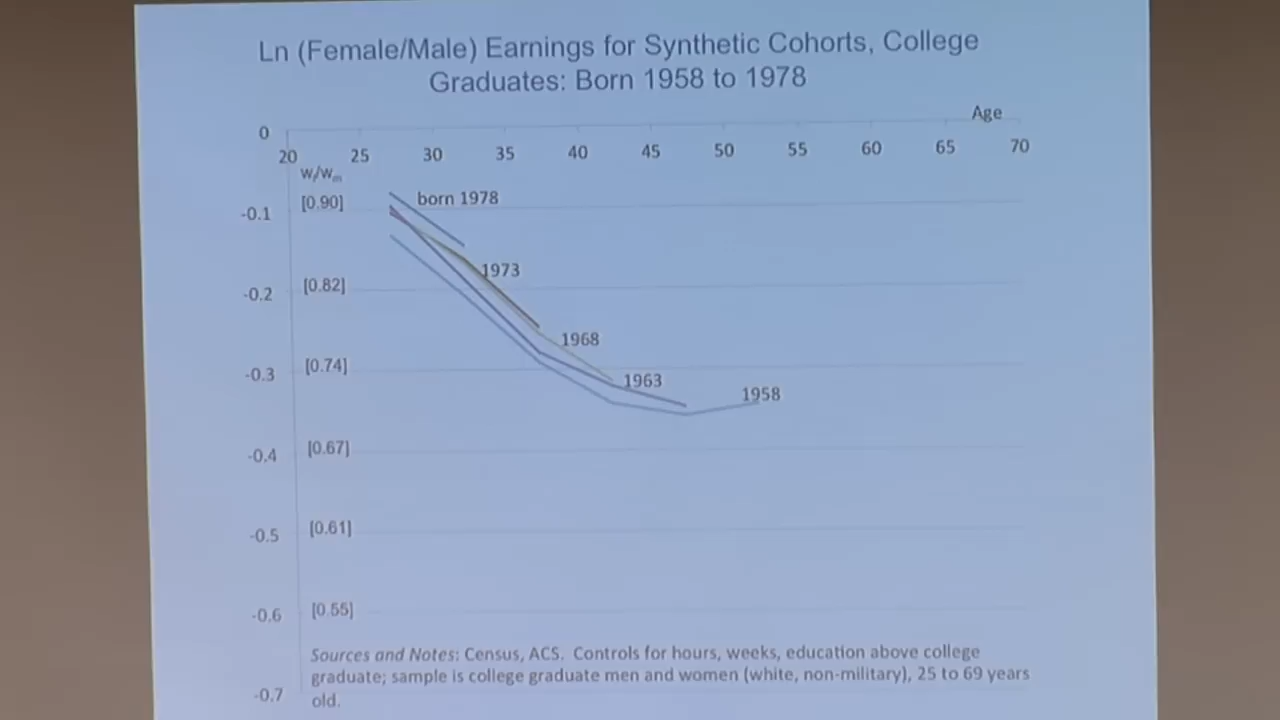 Ln (Female/Male) Earnings for Synthetic Cohorts, College
Graduates: Born 1958 to 1978
Age
0
20 25 30 35 40 45 50 55 60 65 70
w/wm
-0.1 [0.90] born 1978
1973
-0.2 [0.82]
1968
-0.3 [0.74] 1963
1958
-0.4 [0.67]
-0.5 [0.61]
-0.6 [0.55]
Sources and Notes: Census, ACS. Controls for hours, weeks, education above college
graduate; sample is college graduate men and women (white, non-military), 25 to 69 years
-0.7 old.